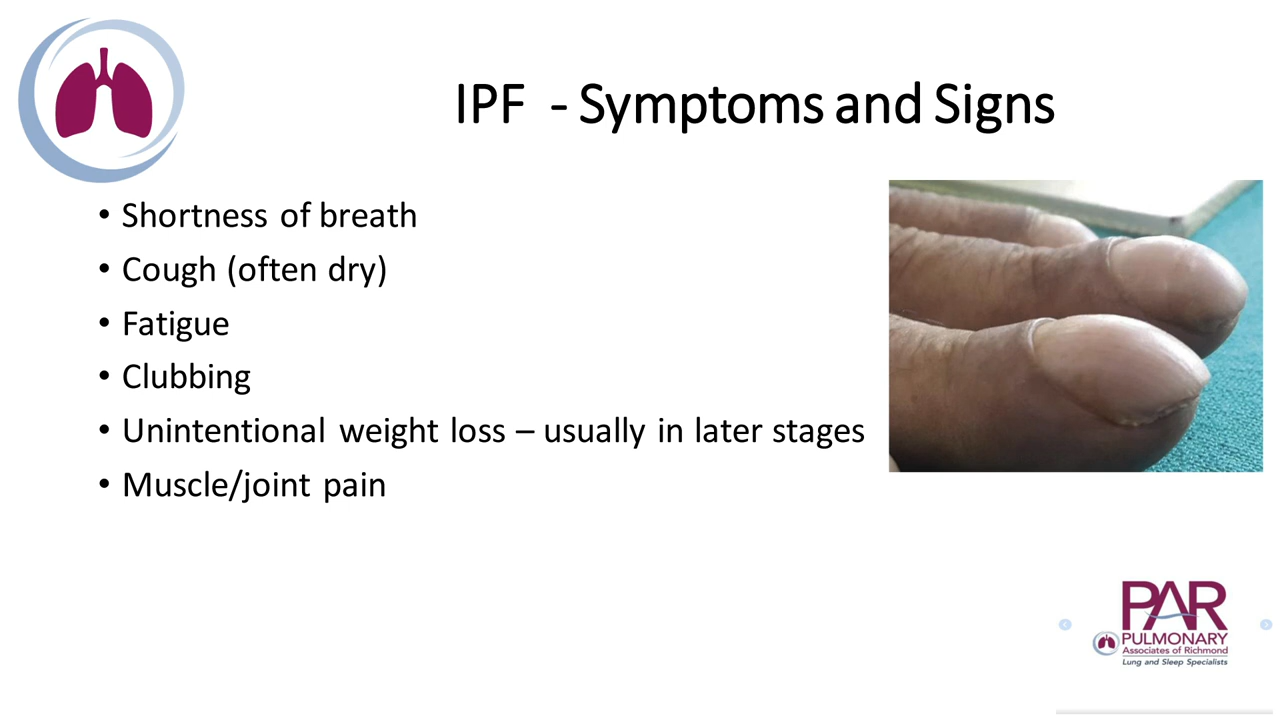 IPF - Symptoms and Signs
• Shortness of breath
• Cough (often dry)
• Fatigue
• Clubbing
• Unintentional weight loss – usually in later stages
• Muscle/joint pain
PAR
PULMONARY
Associates of Richmond
Lung and Sleep Specialists